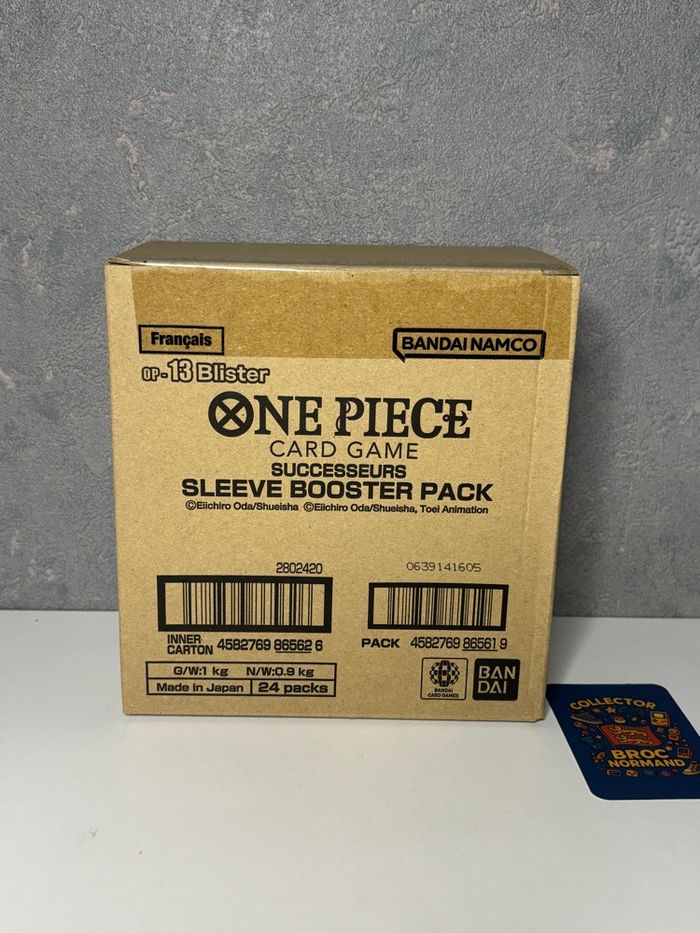 Français
BANDAI NAMCO
OP-13 Blister
ONE PIECE
CARD GAME
SUCCESSEURS
SLEEVE BOOSTER PACK
©Eiichiro Oda/Shueisha ©Eiichiro Oda/Shueisha, Toei Animation
2802420
0639141605
INNER CARTON 4582769 86562 6
PACK 4582769 86561 9
G/W:1 kg N/W:0.9 kg
Made in Japan 24 packs
BANDAI
CARD GAMES
BAN
DAI
COLLECTOR
BROC
NORMAND